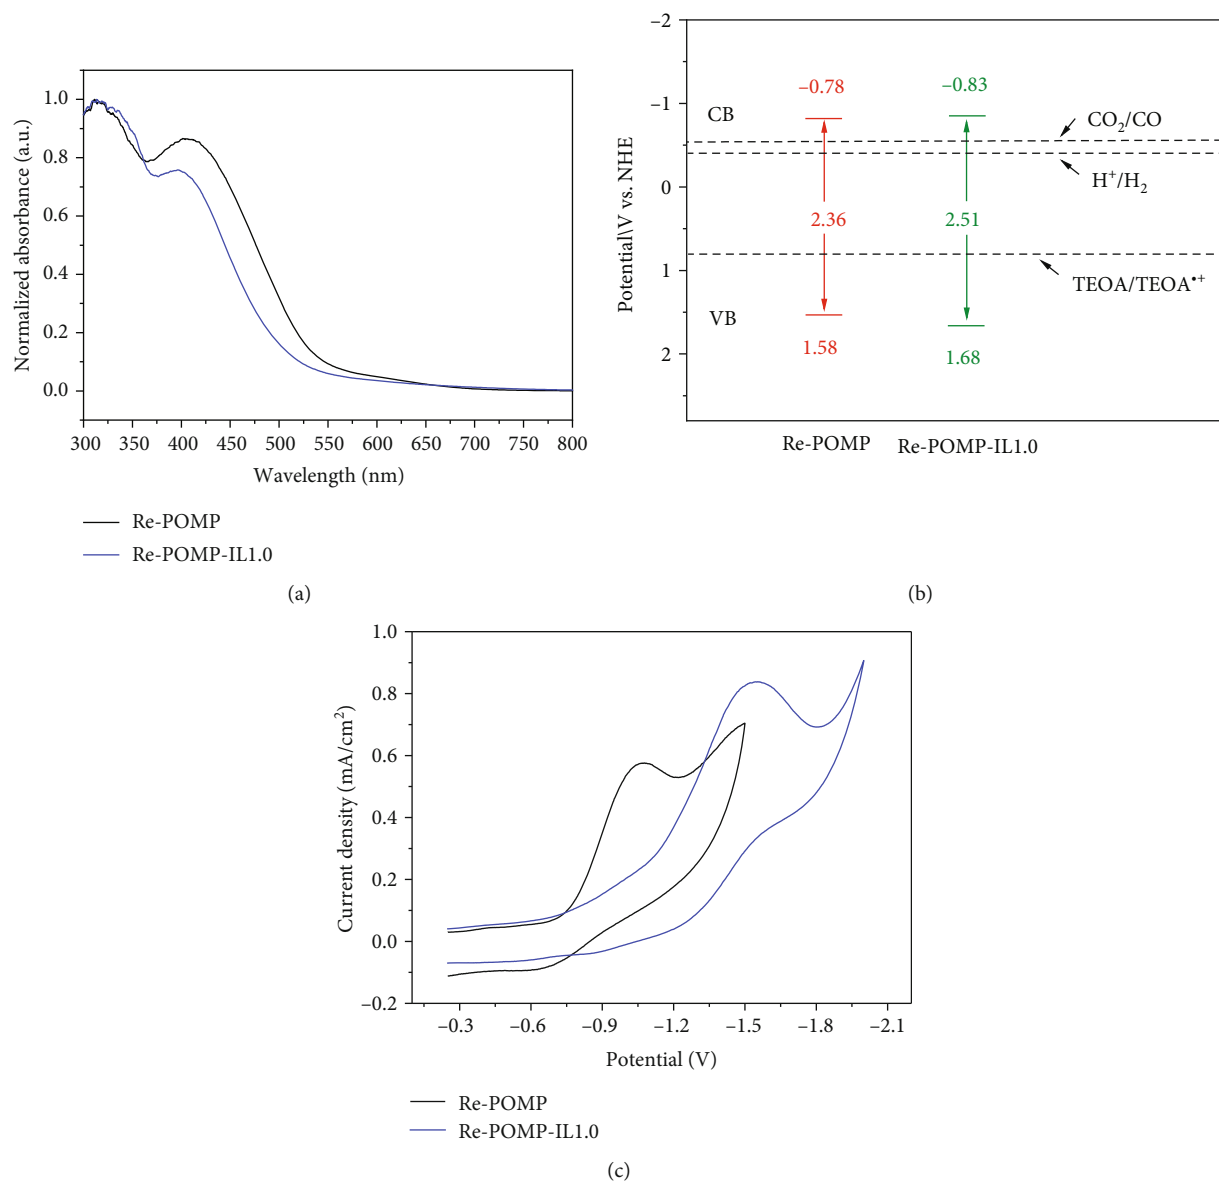 1.0
0.8
0.6
0.4
0.2
0.0
Normalized absorbance (a.u.)
300 350 400 450 500 550 600 650 700 750 800
Wavelength (nm)
Re-POMP
Re-POMP-IL1.0
(a)
–2
–1
0
1
2
Potential\V vs. NHE
CB
VB
–0.78
–0.83
CO₂/CO
H⁺/H₂
2.36
2.51
TEOA/TEOA•⁺
1.58
1.68
Re-POMP Re-POMP-IL1.0
(b)
1.0
0.8
0.6
0.4
0.2
0.0
–0.2
Current density (mA/cm²)
–0.3 –0.6 –0.9 –1.2 –1.5 –1.8 –2.1
Potential (V)
Re-POMP
Re-POMP-IL1.0
(c)